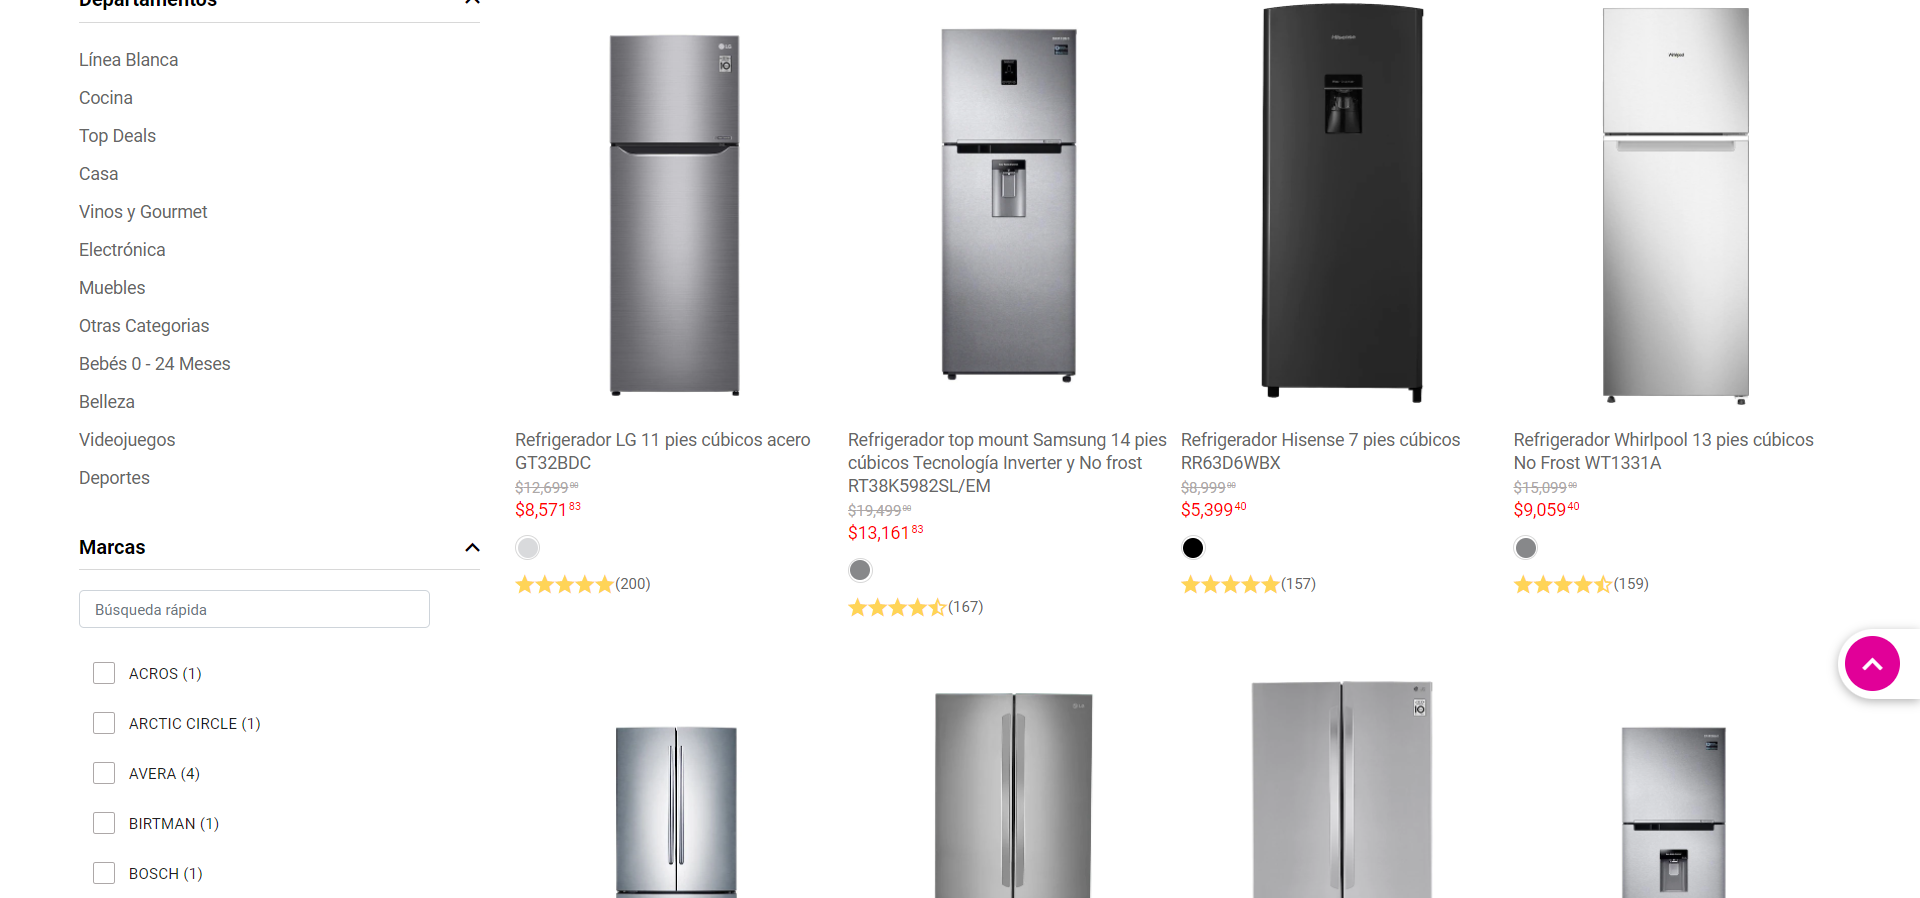 Departamentos
Línea Blanca
Cocina
Top Deals
Casa
Vinos y Gourmet
Electrónica
Muebles
Otras Categorias
Bebés 0 - 24 Meses
Belleza
Videojuegos
Deportes
Marcas
Búsqueda rápida
ACROS (1)
ARCTIC CIRCLE (1)
AVERA (4)
BIRTMAN (1)
BOSCH (1)
LG
Hisense
Whirlpool
Refrigerador LG 11 pies cúbicos acero
GT32BDC
$12,699.00
$8,571.83
(200)
Refrigerador top mount Samsung 14 pies
cúbicos Tecnología Inverter y No frost
RT38K5982SL/EM
$19,499.00
$13,161.83
(167)
Refrigerador Hisense 7 pies cúbicos
RR63D6WBX
$8,999.00
$5,399.40
(157)
Refrigerador Whirlpool 13 pies cúbicos
No Frost WT1331A
$15,099.00
$9,059.40
(159)
LG